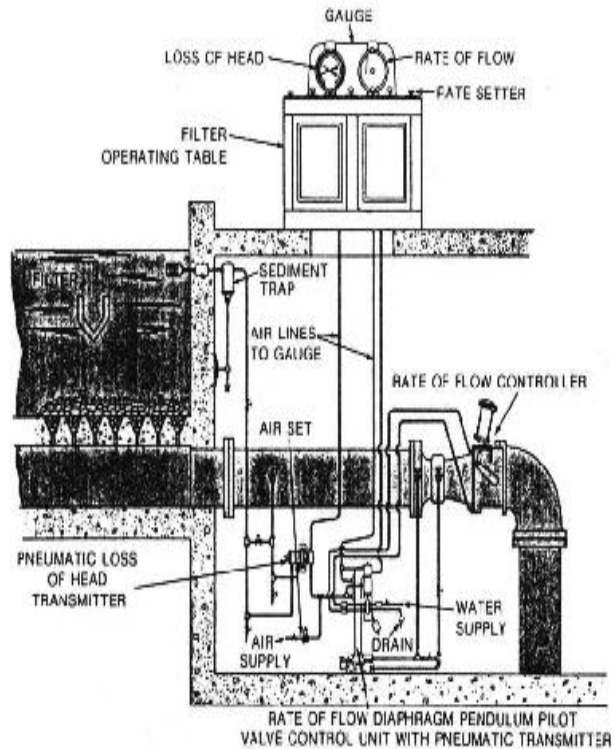 GAUGE
LOSS OF HEAD
RATE OF FLOW
RATE SETTER
FILTER
OPERATING TABLE
FILTER
SEDIMENT
TRAP
AIR LINES
TO GAUGE
RATE OF FLOW
CONTROLLER
AIR SET
PNEUMATIC LOSS
OF HEAD
TRANSMITTER
WATER
SUPPLY
AIR
SUPPLY
DRAIN
RATE OF FLOW DIAPHRAGM PENDULUM PILOT
VALVE CONTROL UNIT WITH PNEUMATIC TRANSMITTER